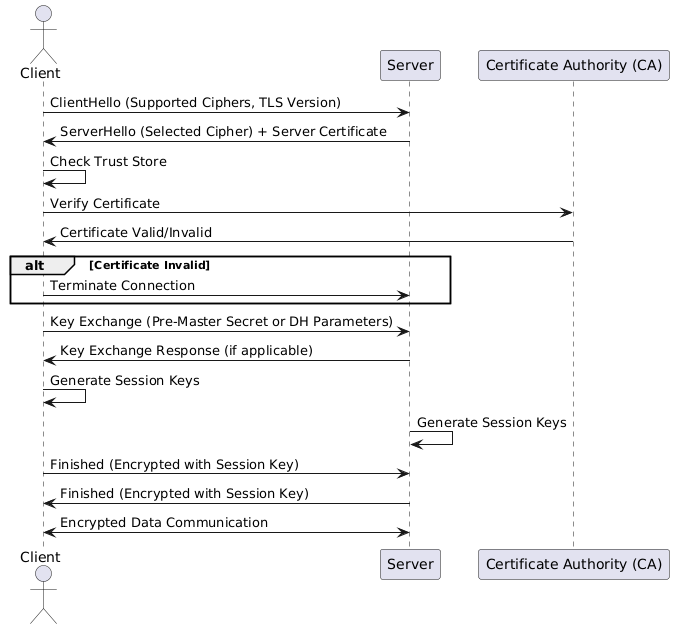 Client
Server
Certificate Authority (CA)
ClientHello (Supported Ciphers, TLS Version)
ServerHello (Selected Cipher) + Server Certificate
Check Trust Store
Verify Certificate
Certificate Valid/Invalid
alt
[Certificate Invalid]
Terminate Connection
Key Exchange (Pre-Master Secret or DH Parameters)
Key Exchange Response (if applicable)
Generate Session Keys
Generate Session Keys
Finished (Encrypted with Session Key)
Finished (Encrypted with Session Key)
Encrypted Data Communication
Client
Server
Certificate Authority (CA)